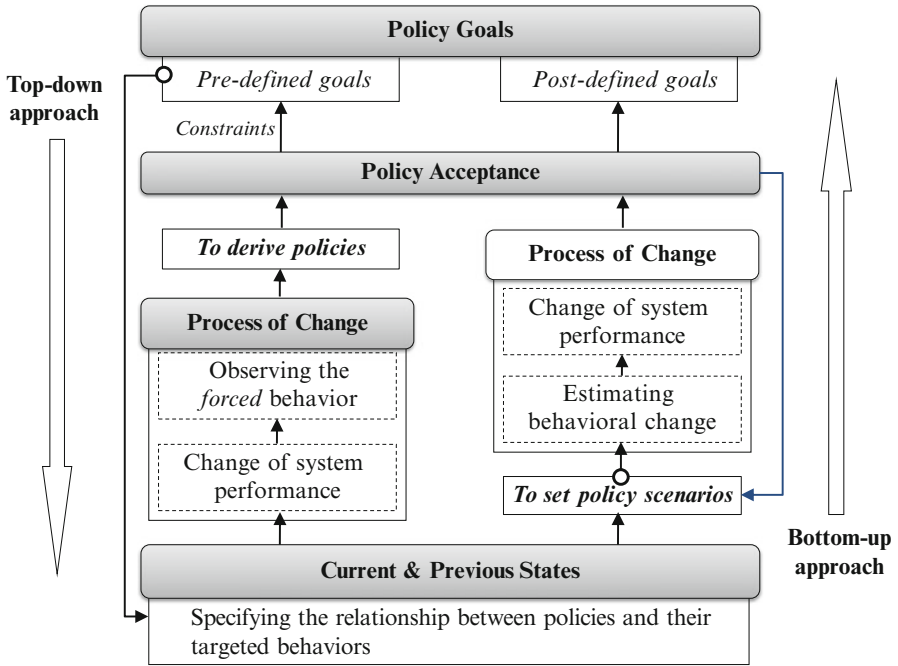 Policy Goals
Top-down
approach
Pre-defined goals
Post-defined goals
Constraints
Policy Acceptance
To derive policies
Process of Change
Observing the
forced behavior
Change of system
performance
Process of Change
Change of system
performance
Estimating
behavioral change
To set policy scenarios
Bottom-up
approach
Current & Previous States
Specifying the relationship between policies and their
targeted behaviors